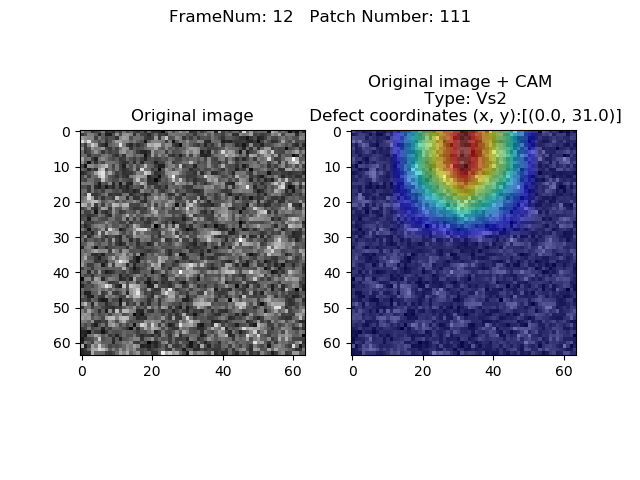 FrameNum: 12   Patch Number: 111
Original image
Original image + CAM
Type: Vs2
Defect coordinates (x, y):[(0.0, 31.0)]
0
10
20
30
40
50
60
0 20 40 60
0
10
20
30
40
50
60
0 20 40 60